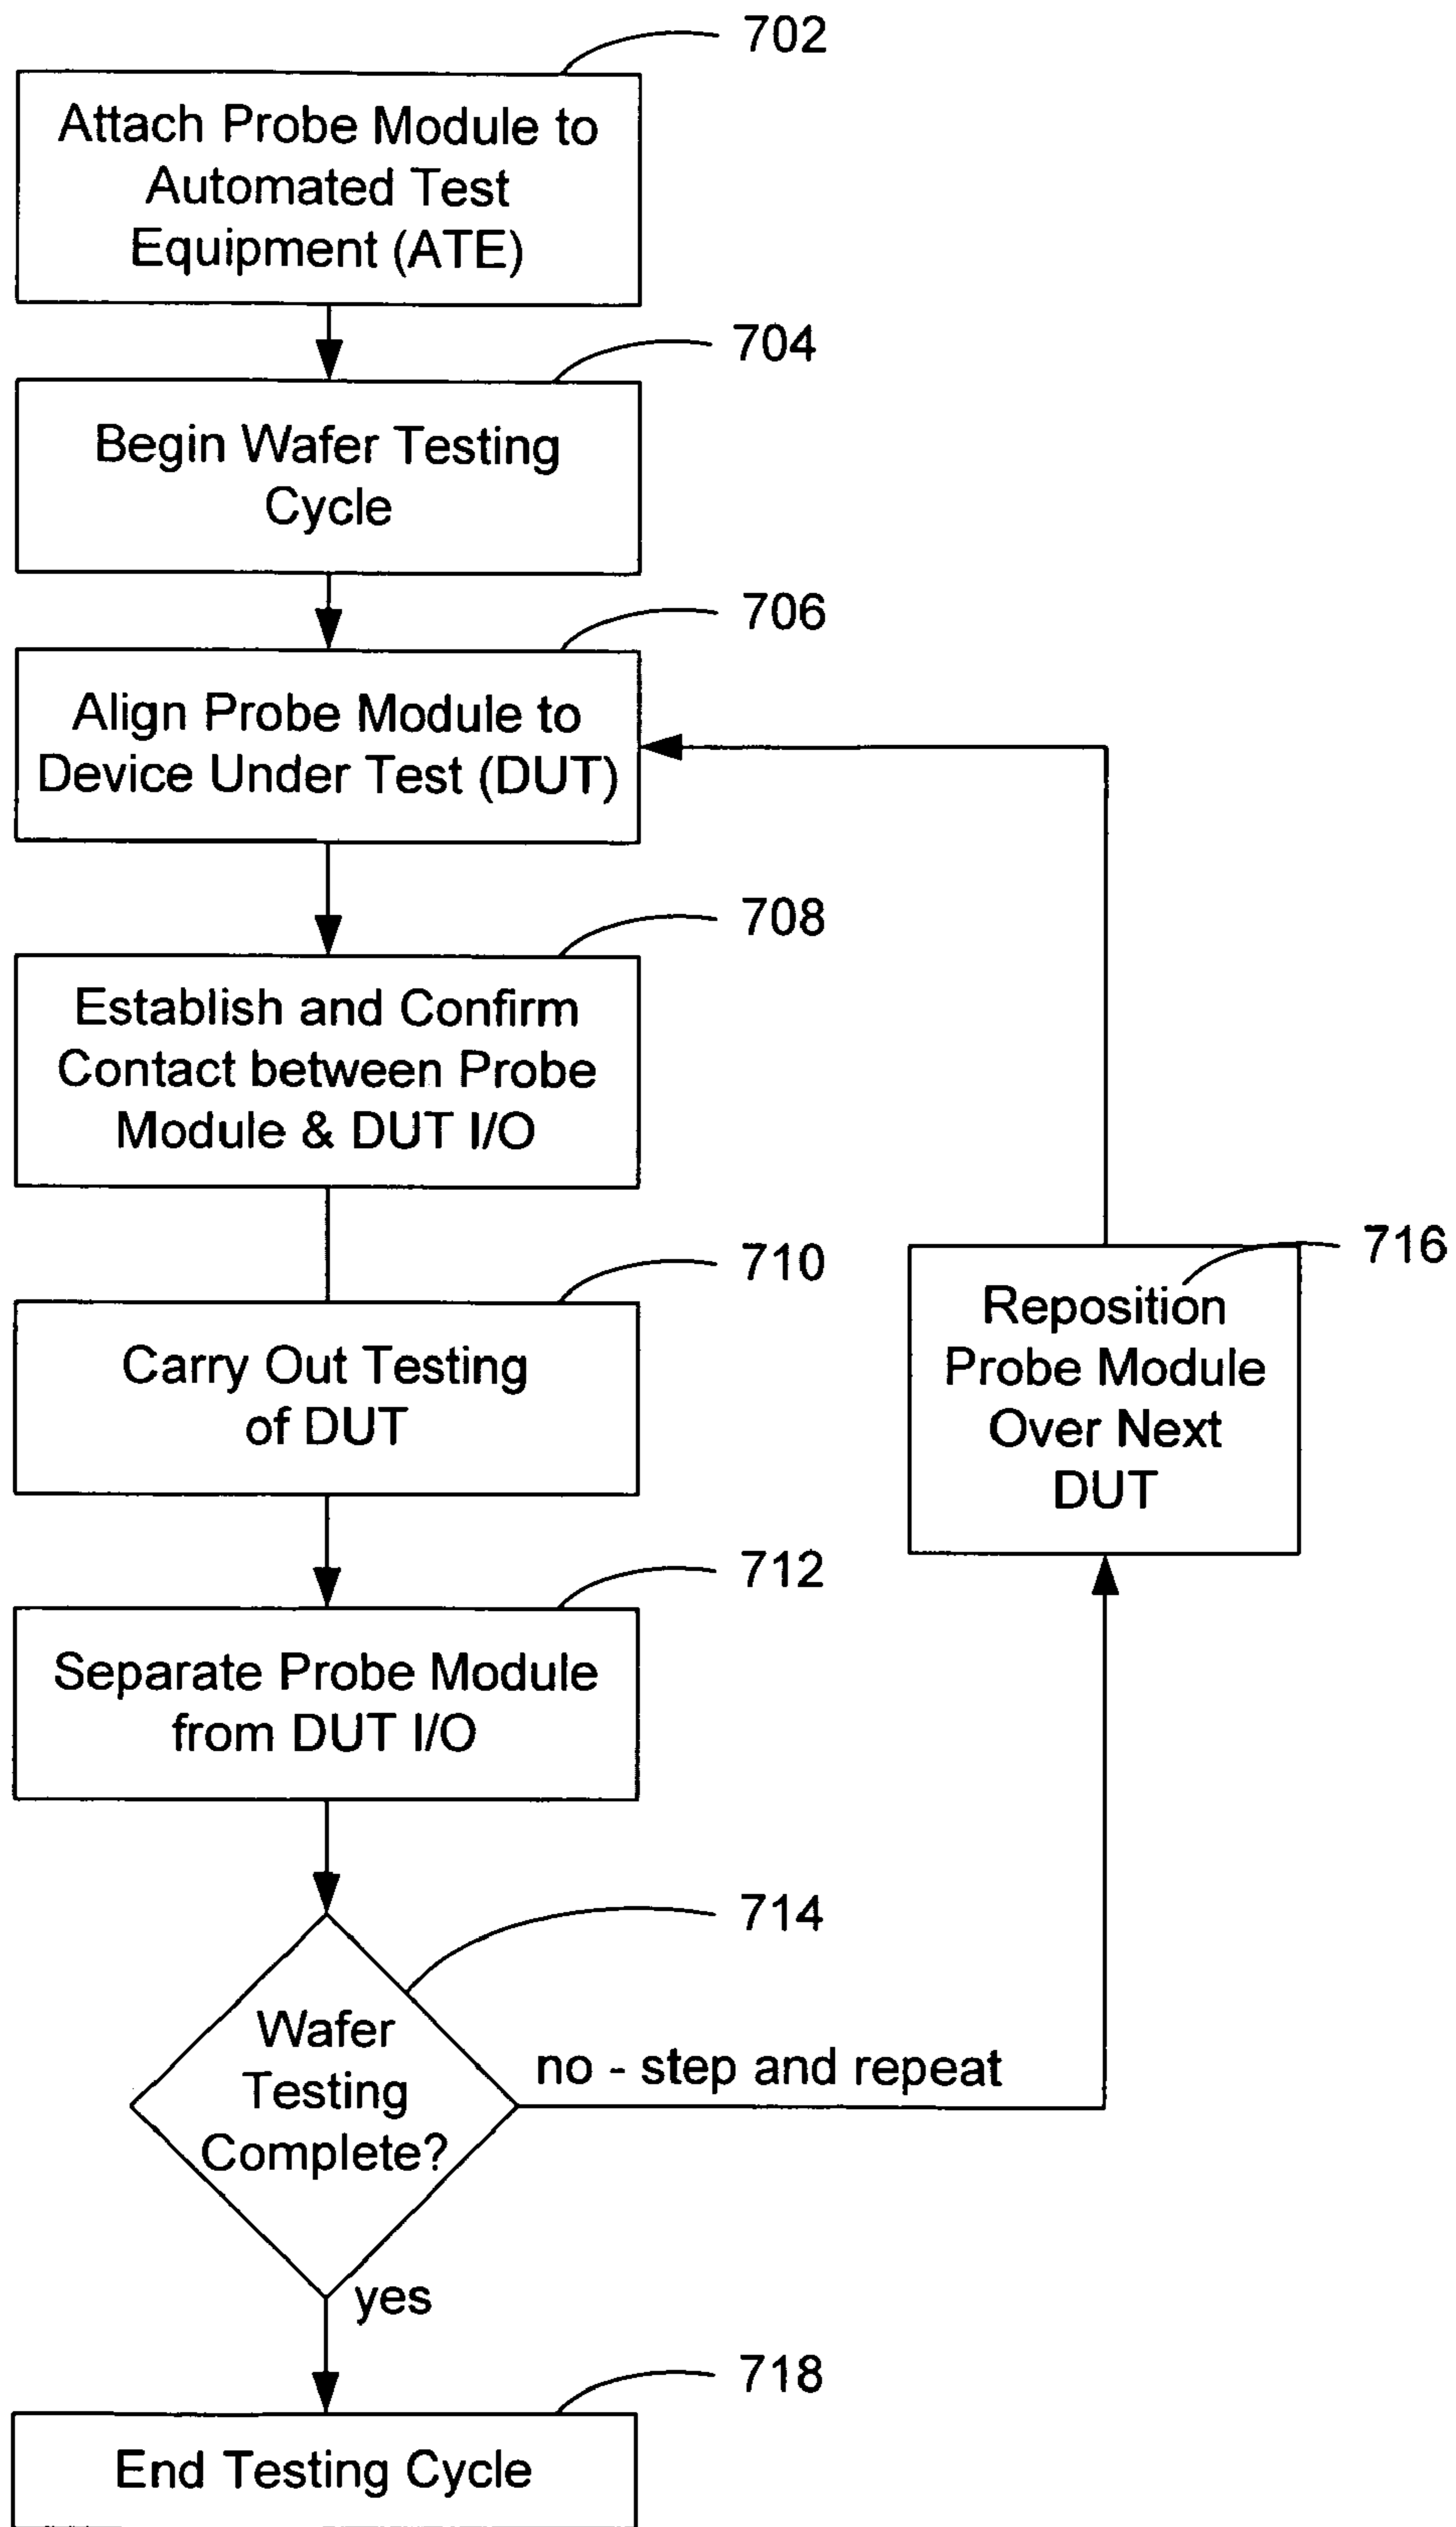 702
Attach Probe Module to
Automated Test
Equipment (ATE)
704
Begin Wafer Testing
Cycle
706
Align Probe Module to
Device Under Test (DUT)
708
Establish and Confirm
Contact between Probe
Module & DUT I/O
710
Carry Out Testing
of DUT
716
Reposition
Probe Module
Over Next
DUT
712
Separate Probe Module
from DUT I/O
714
Wafer
Testing
Complete?
no - step and repeat
yes
718
End Testing Cycle